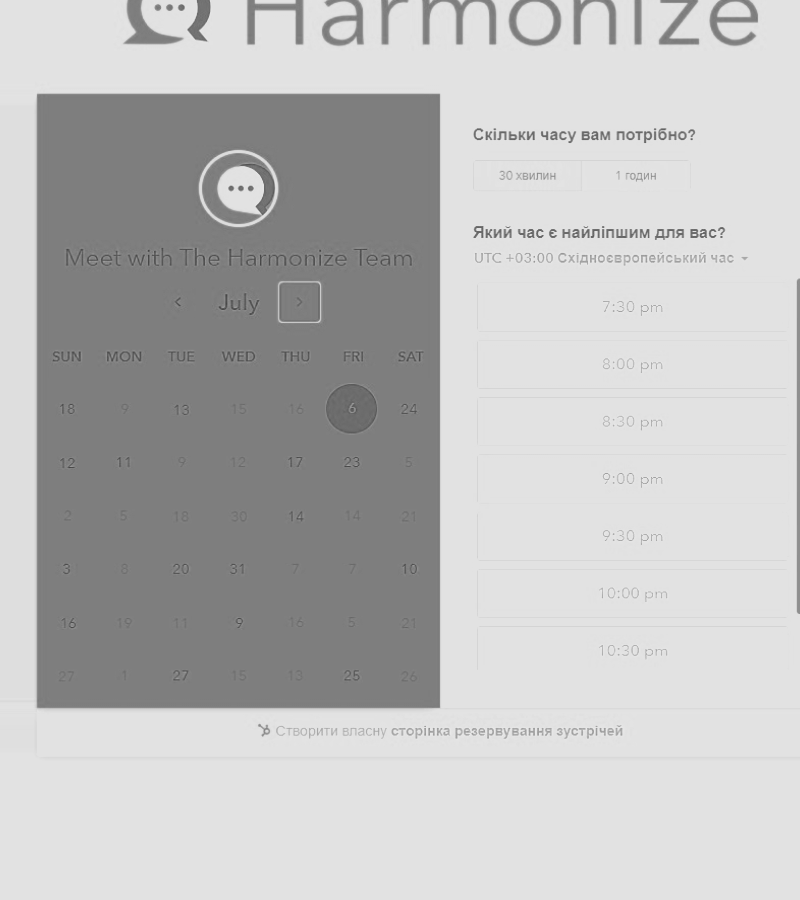 Harmonize
Meet with The Harmonize Team
July
SUN MON TUE WED THU FRI SAT
18 9 13 15 16 6 24
12 11 9 12 17 23 5
2 5 18 30 14 14 21
3 8 20 31 7 7 10
16 19 11 9 16 5 21
27 1 27 15 13 25 26
Скільки часу вам потрібно?
30 хвилин 1 годин
Який час є найліпшим для вас?
UTC +03:00 Східноєвропейський час
7:30 pm
8:00 pm
8:30 pm
9:00 pm
9:30 pm
10:00 pm
10:30 pm
Створити власну сторінка резервування зустрічей